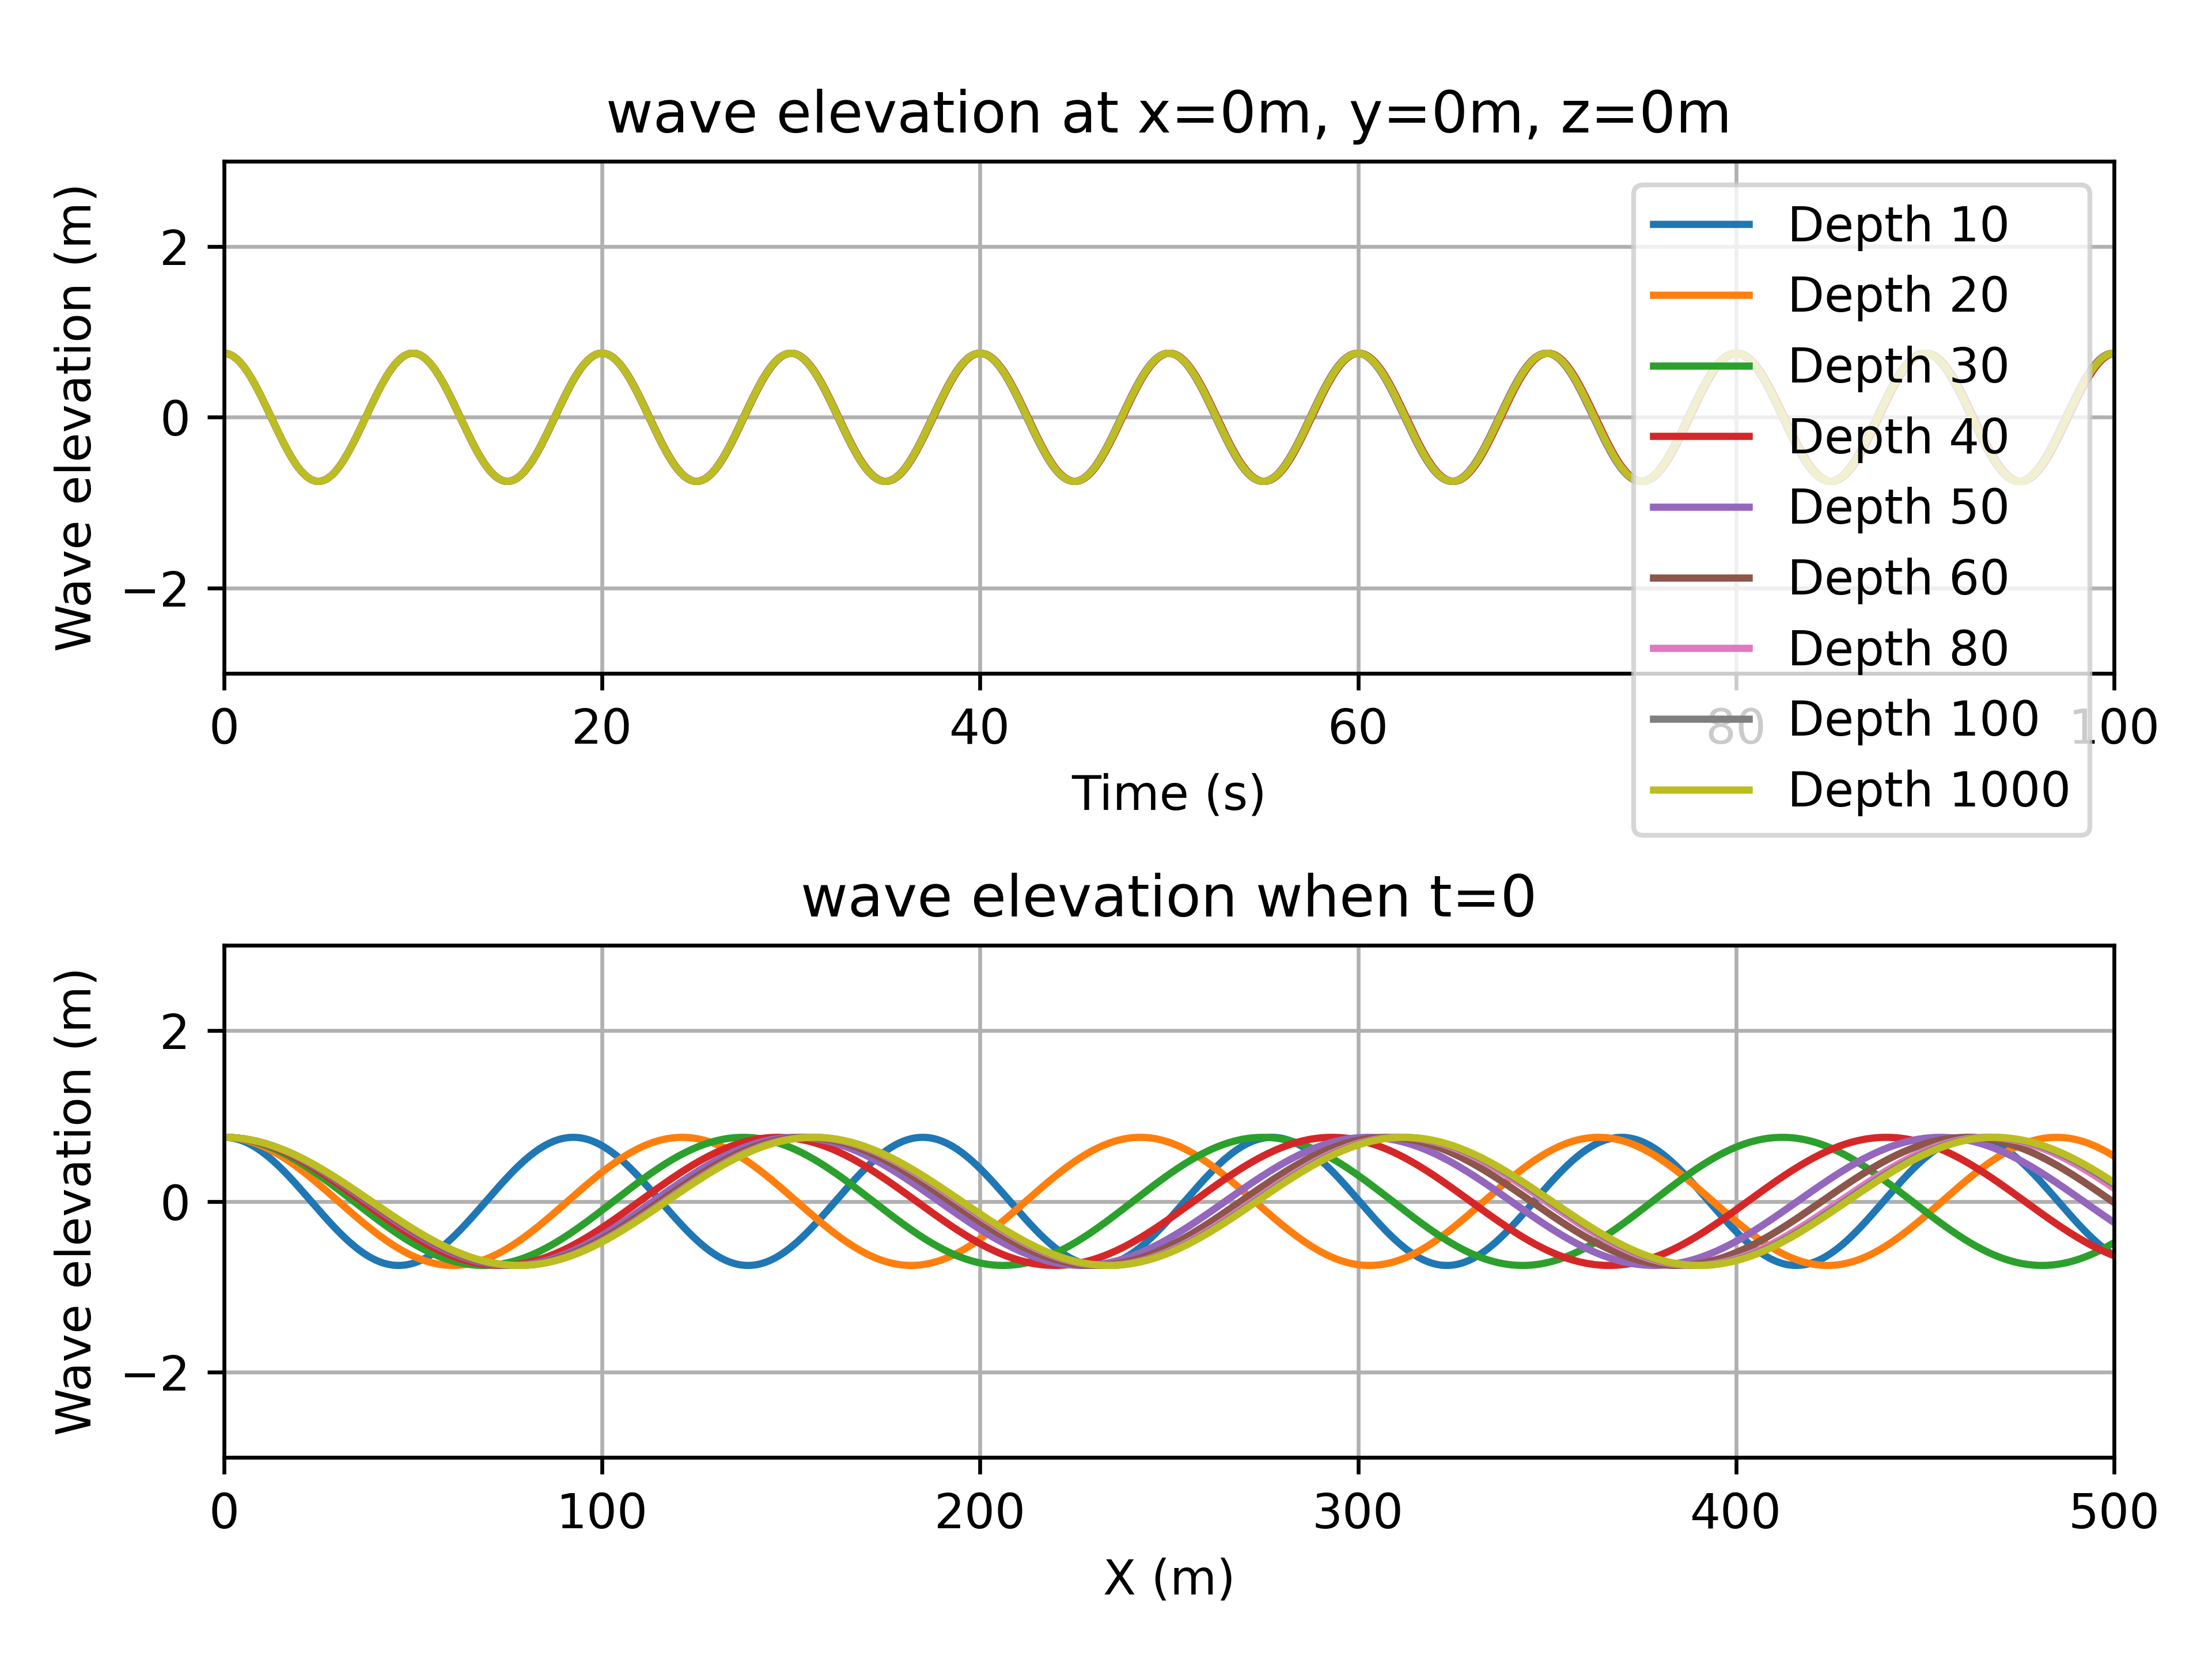 wave elevation at x=0m, y=0m, z=0m
Wave elevation (m)
2
0
−2
Depth 10
Depth 20
Depth 30
Depth 40
Depth 50
Depth 60
Depth 80
Depth 100
Depth 1000
0 20 40 60 80 100
Time (s)
wave elevation when t=0
Wave elevation (m)
2
0
−2
0 100 200 300 400 500
X (m)